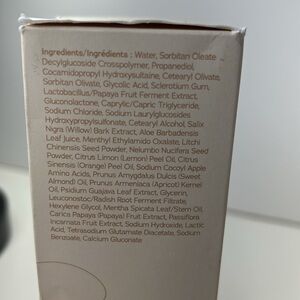 Ingredients/Ingrédients : Water, Sorbitan Oleate
Decylglucoside Crosspolymer, Propanediol,
Cocamidopropyl Hydroxysultaine, Cetearyl Olivate,
Sorbitan Olivate, Glycolic Acid, Sclerotium Gum,
Lactobacillus/Papaya Fruit Ferment Extract,
Gluconolactone, Caprylic/Capric Triglyceride,
Sodium Chloride, Sodium Laurylglucosides
Hydroxypropylsulfonate, Cetearyl Alcohol, Salix
Nigra (Willow) Bark Extract, Aloe Barbadensis
Leaf Juice, Menthyl Ethylamido Oxalate, Litchi
Chinensis Seed Powder, Nelumbo Nucifera Seed
Powder, Citrus Limon (Lemon) Peel Oil, Citrus
Sinensis (Orange) Peel Oil, Sodium Cocoyl Apple
Amino Acids, Prunus Amygdalus Dulcis (Sweet
Almond) Oil, Prunus Armeniaca (Apricot) Kernel
Oil, Psidium Guajava Leaf Extract, Glycerin,
Leuconostoc/Radish Root Ferment Filtrate,
Hexylene Glycol, Mentha Spicata Leaf/Stem Oil,
Carica Papaya (Papaya) Fruit Extract, Passiflora
Incarnata Fruit Extract, Sodium Hydroxide, Lactic
Acid, Tetrasodium Glutamate Diacetate, Sodium
Benzoate, Calcium Gluconate